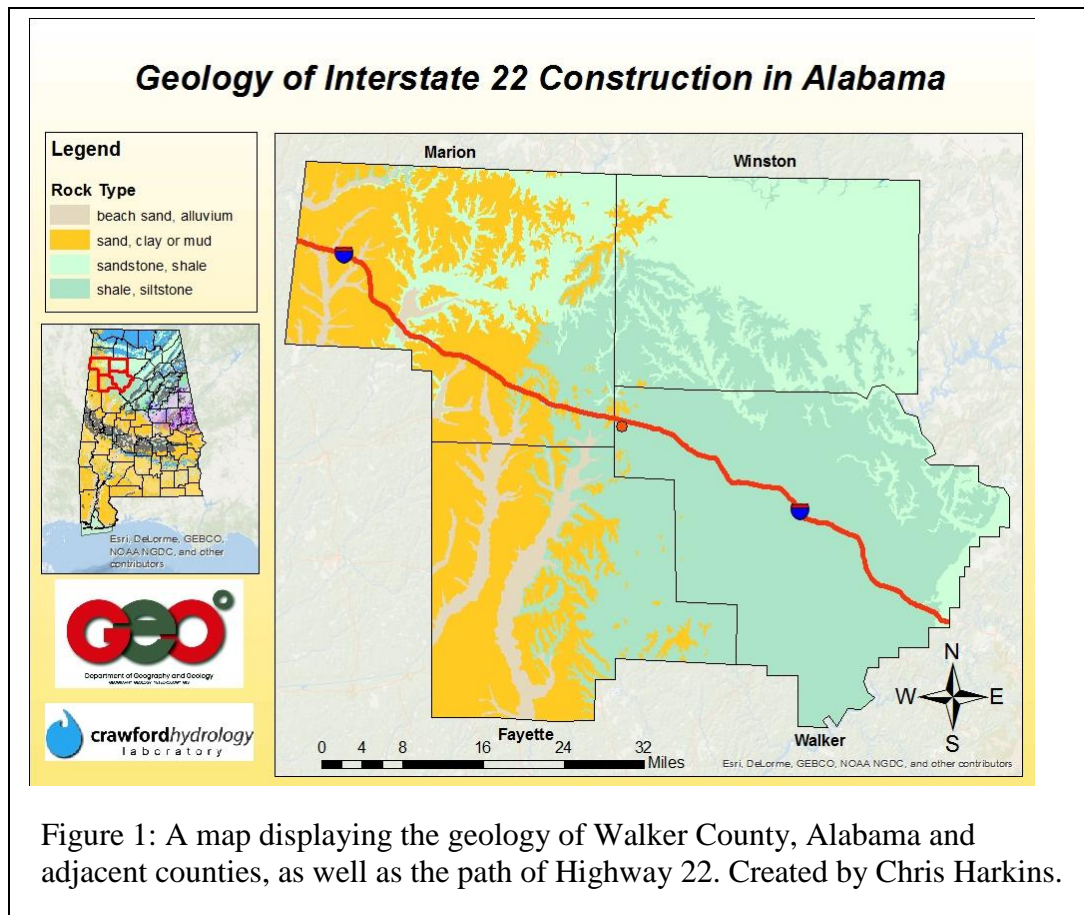 Geology of Interstate 22 Construction in Alabama
Legend
Rock Type
beach sand, alluvium
sand, clay or mud
sandstone, shale
shale, siltstone
Esri, DeLorme, GEBCO,
NOAA NGDC, and other
contributors
GEO
Department of Geography and Geology
crawfordhydrology
laboratory
Marion
Winston
Fayette
Walker
0 4 8 16 24 32
Miles
N
W E
S
Esri, DeLorme, GEBCO, NOAA NGDC, and other contributors
Figure 1: A map displaying the geology of Walker County, Alabama and
adjacent counties, as well as the path of Highway 22. Created by Chris Harkins.